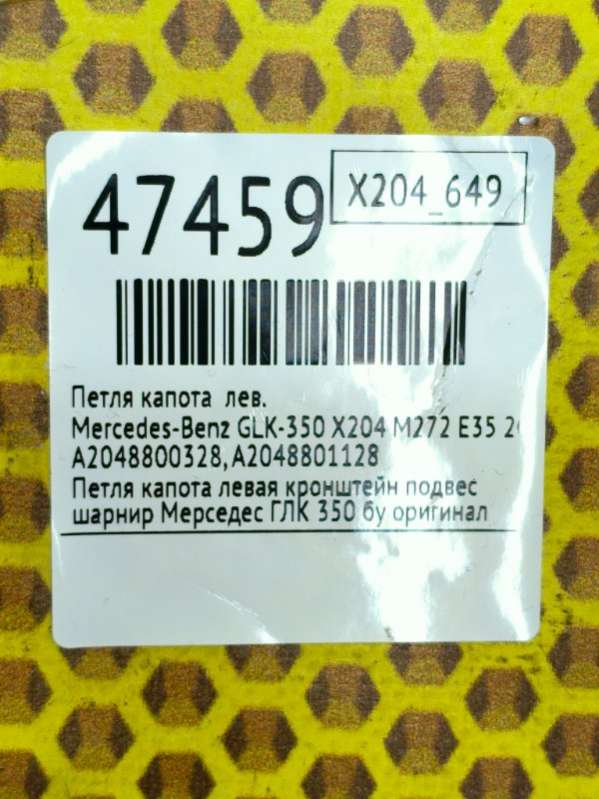 47459
X204_649
Петля капота лев.
Mercedes-Benz GLK-350 X204 M272 E35
A2048800328, A2048801128
Петля капота левая кронштейн подвес
шарнир Мерседес ГЛК 350 бу оригинал